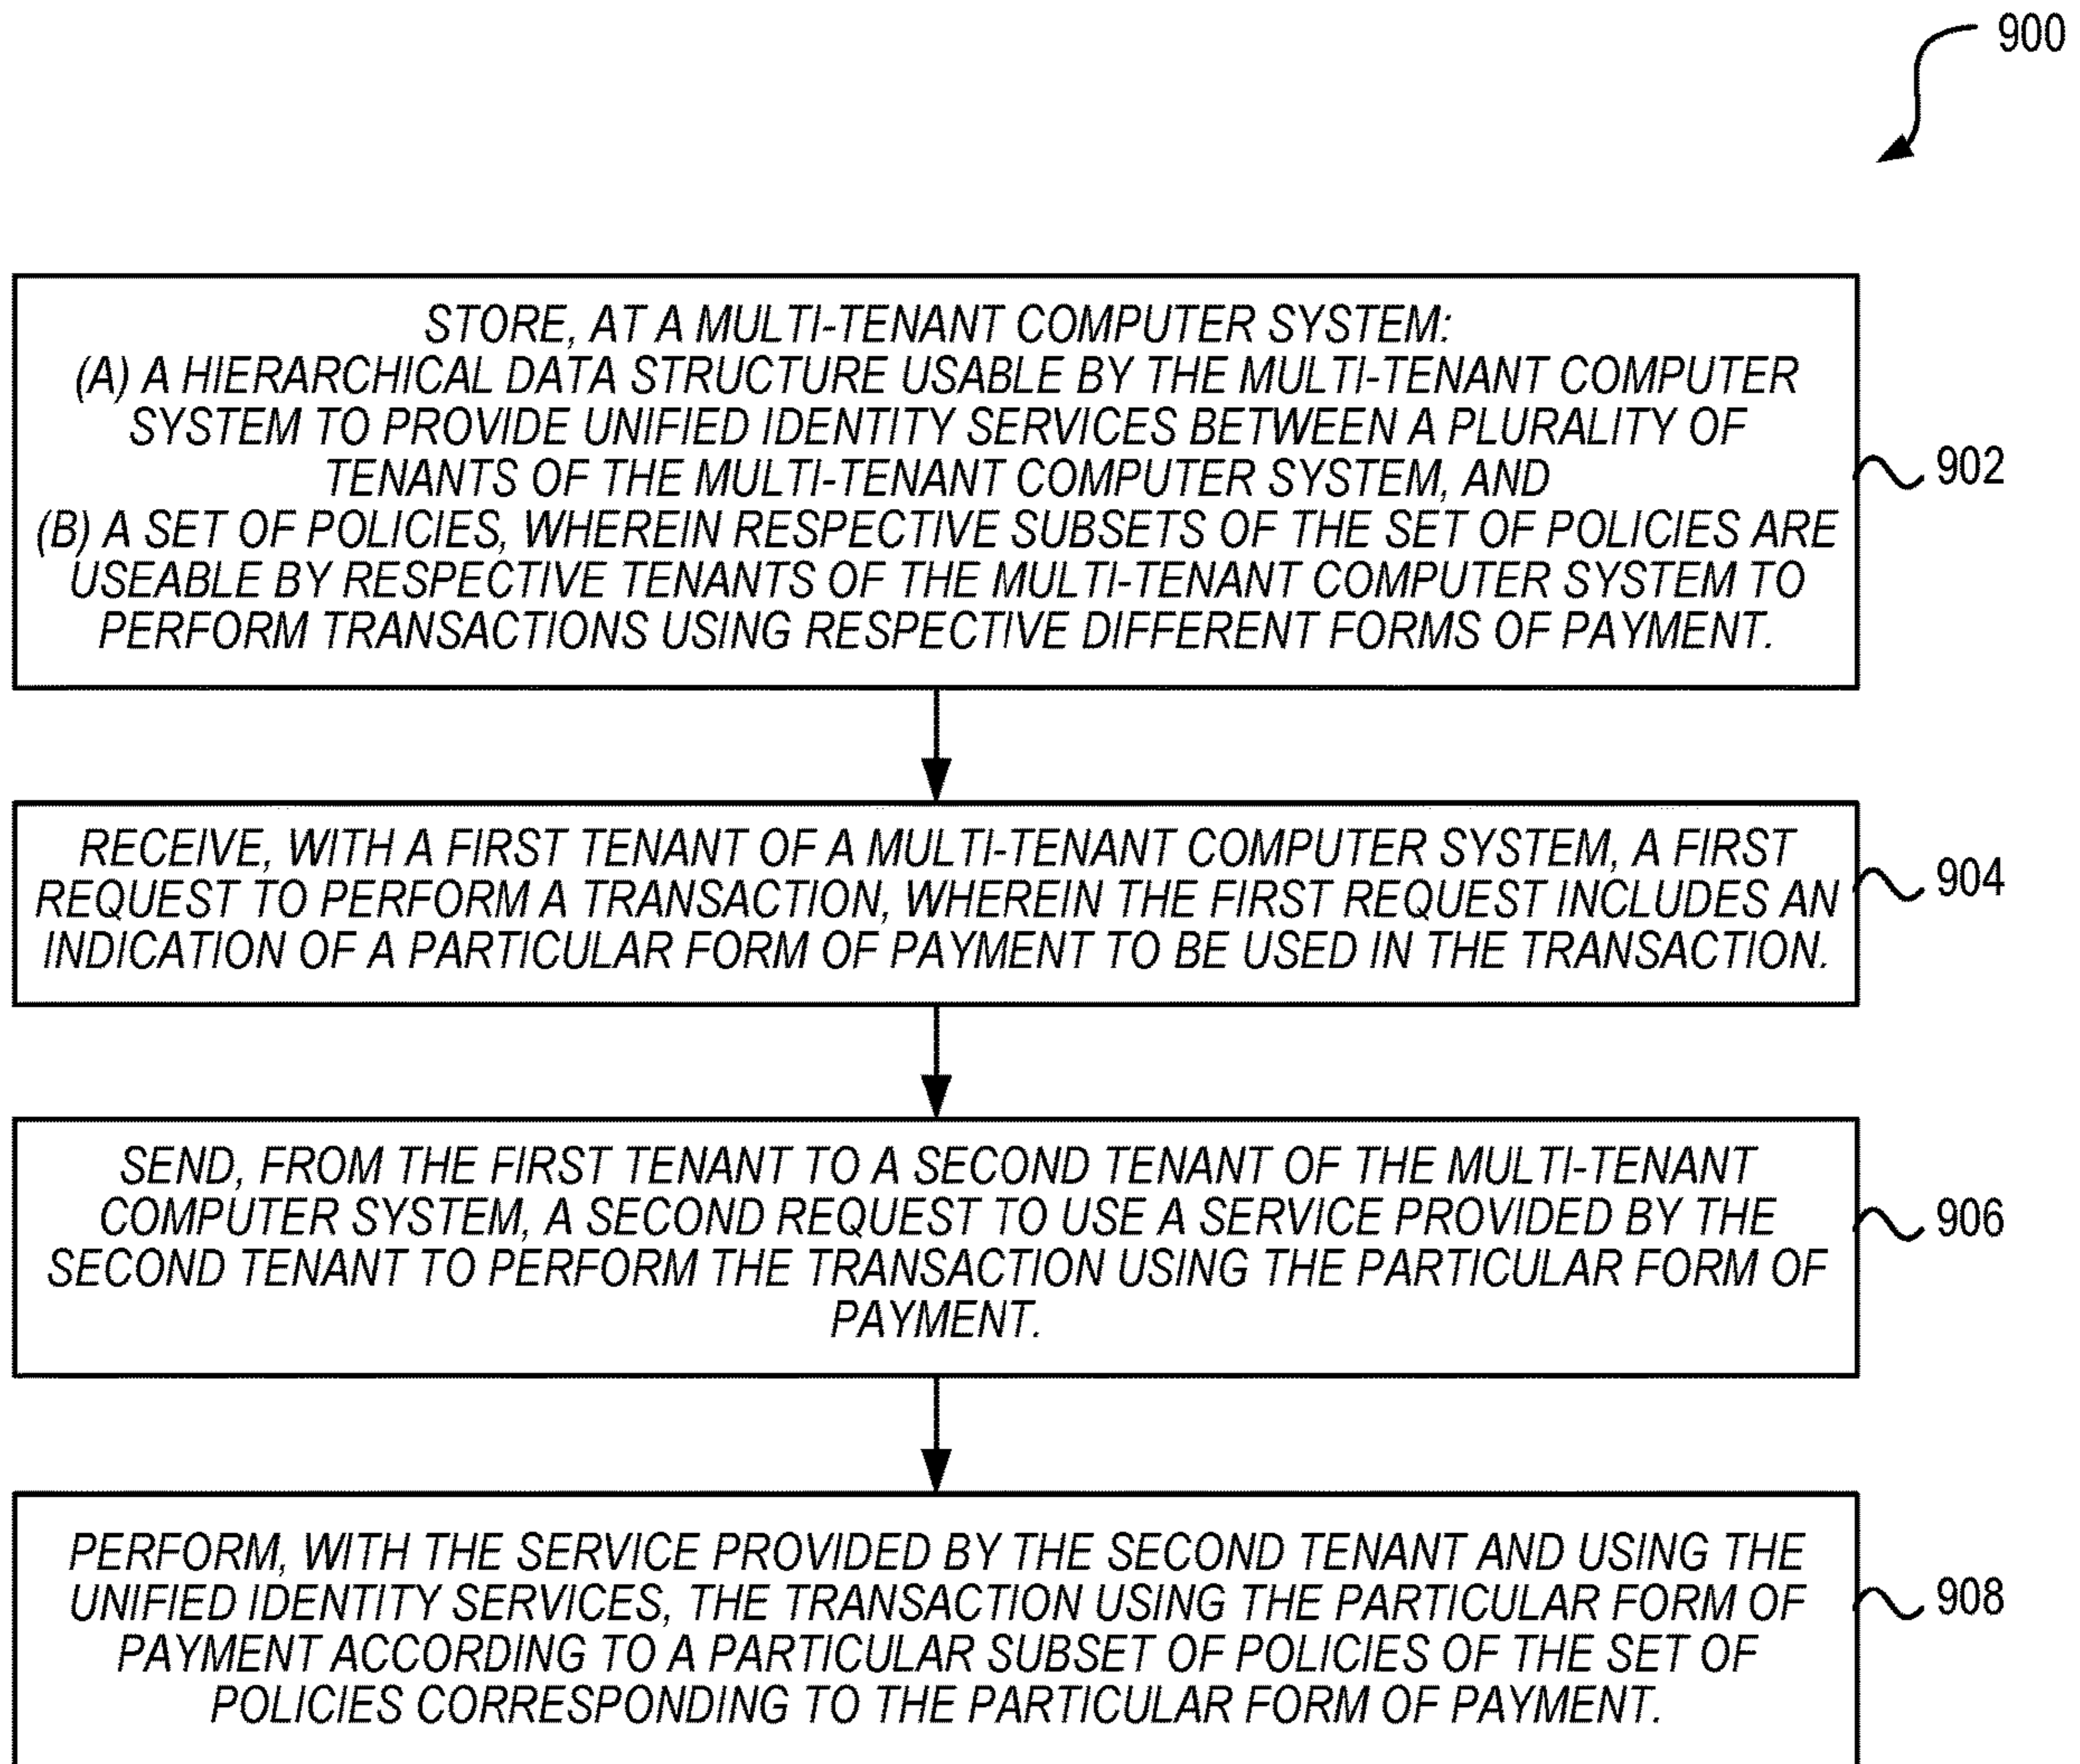 900
STORE, AT A MULTI-TENANT COMPUTER SYSTEM:
(A) A HIERARCHICAL DATA STRUCTURE USABLE BY THE MULTI-TENANT COMPUTER
SYSTEM TO PROVIDE UNIFIED IDENTITY SERVICES BETWEEN A PLURALITY OF
TENANTS OF THE MULTI-TENANT COMPUTER SYSTEM, AND
(B) A SET OF POLICIES, WHEREIN RESPECTIVE SUBSETS OF THE SET OF POLICIES ARE
USEABLE BY RESPECTIVE TENANTS OF THE MULTI-TENANT COMPUTER SYSTEM TO
PERFORM TRANSACTIONS USING RESPECTIVE DIFFERENT FORMS OF PAYMENT.
902
RECEIVE, WITH A FIRST TENANT OF A MULTI-TENANT COMPUTER SYSTEM, A FIRST
REQUEST TO PERFORM A TRANSACTION, WHEREIN THE FIRST REQUEST INCLUDES AN
INDICATION OF A PARTICULAR FORM OF PAYMENT TO BE USED IN THE TRANSACTION.
904
SEND, FROM THE FIRST TENANT TO A SECOND TENANT OF THE MULTI-TENANT
COMPUTER SYSTEM, A SECOND REQUEST TO USE A SERVICE PROVIDED BY THE
SECOND TENANT TO PERFORM THE TRANSACTION USING THE PARTICULAR FORM OF
PAYMENT.
906
PERFORM, WITH THE SERVICE PROVIDED BY THE SECOND TENANT AND USING THE
UNIFIED IDENTITY SERVICES, THE TRANSACTION USING THE PARTICULAR FORM OF
PAYMENT ACCORDING TO A PARTICULAR SUBSET OF POLICIES OF THE SET OF
POLICIES CORRESPONDING TO THE PARTICULAR FORM OF PAYMENT.
908